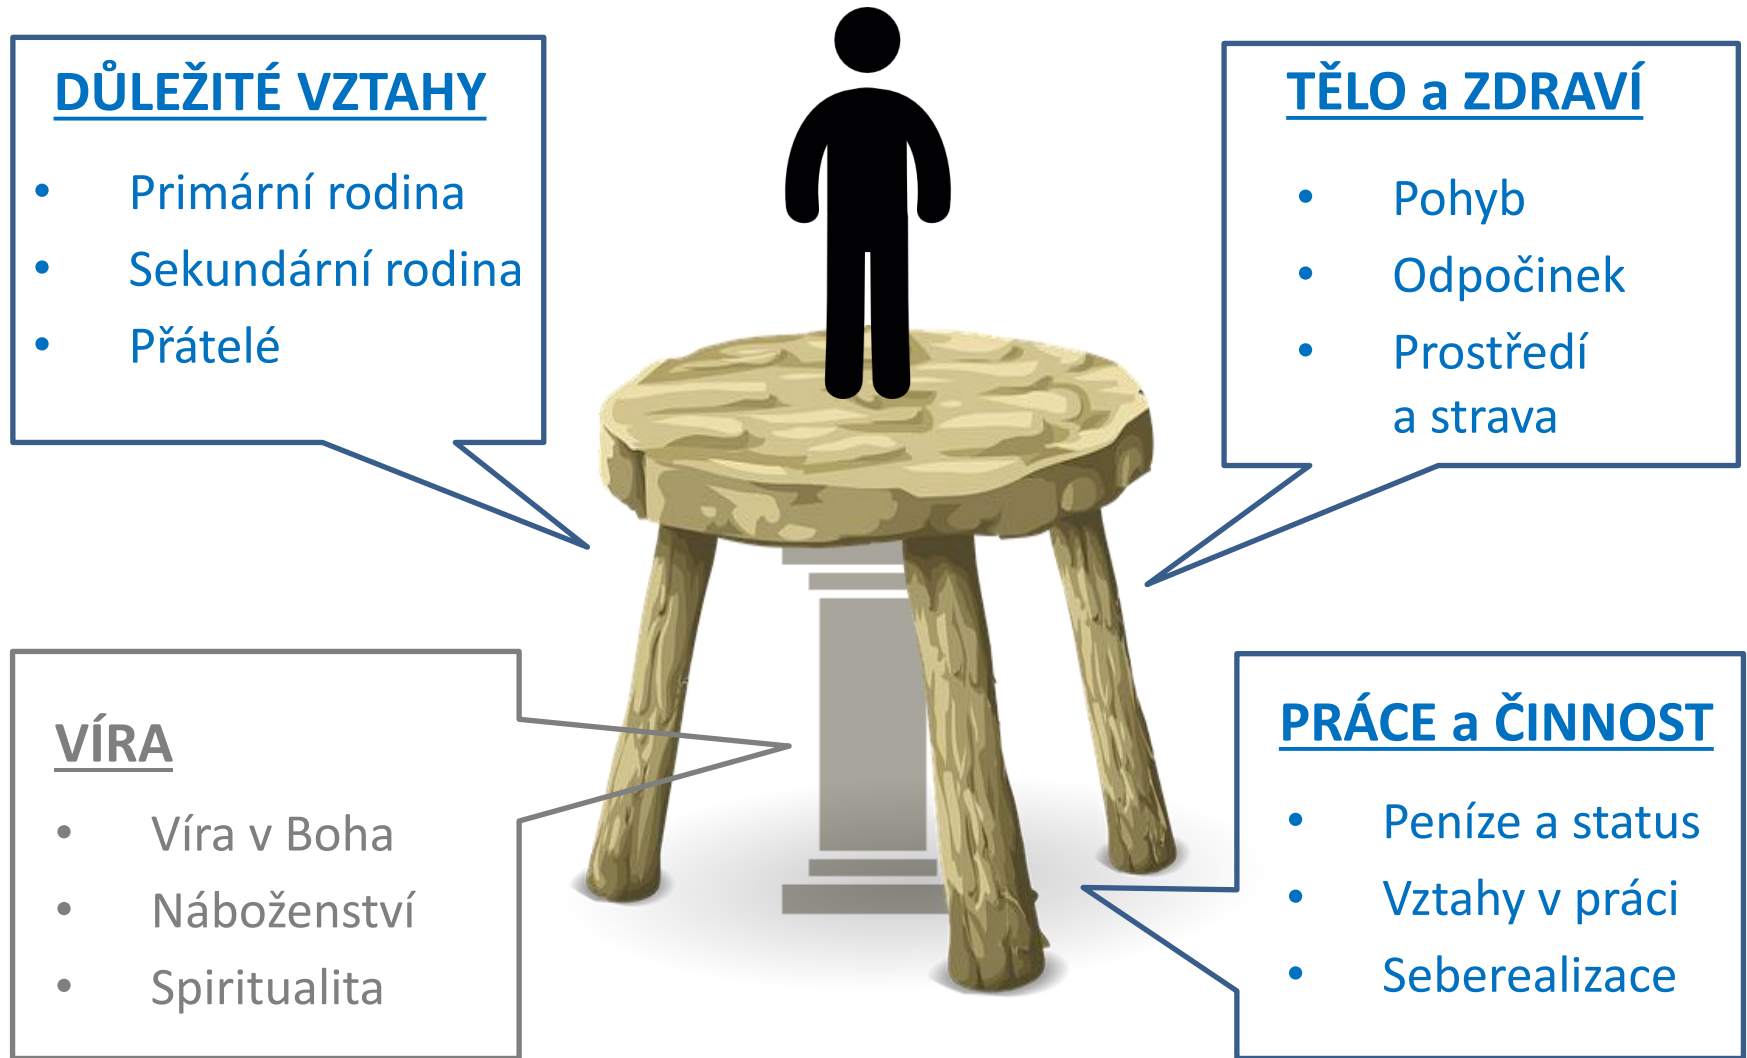 DŮLEŽITÉ VZTAHY
• Primární rodina
• Sekundární rodina
• Přátelé
TĚLO a ZDRAVÍ
• Pohyb
• Odpočinek
• Prostředí
a strava
VÍRA
• Víra v Boha
• Náboženství
• Spiritualita
PRÁCE a ČINNOST
• Peníze a status
• Vztahy v práci
• Seberealizace